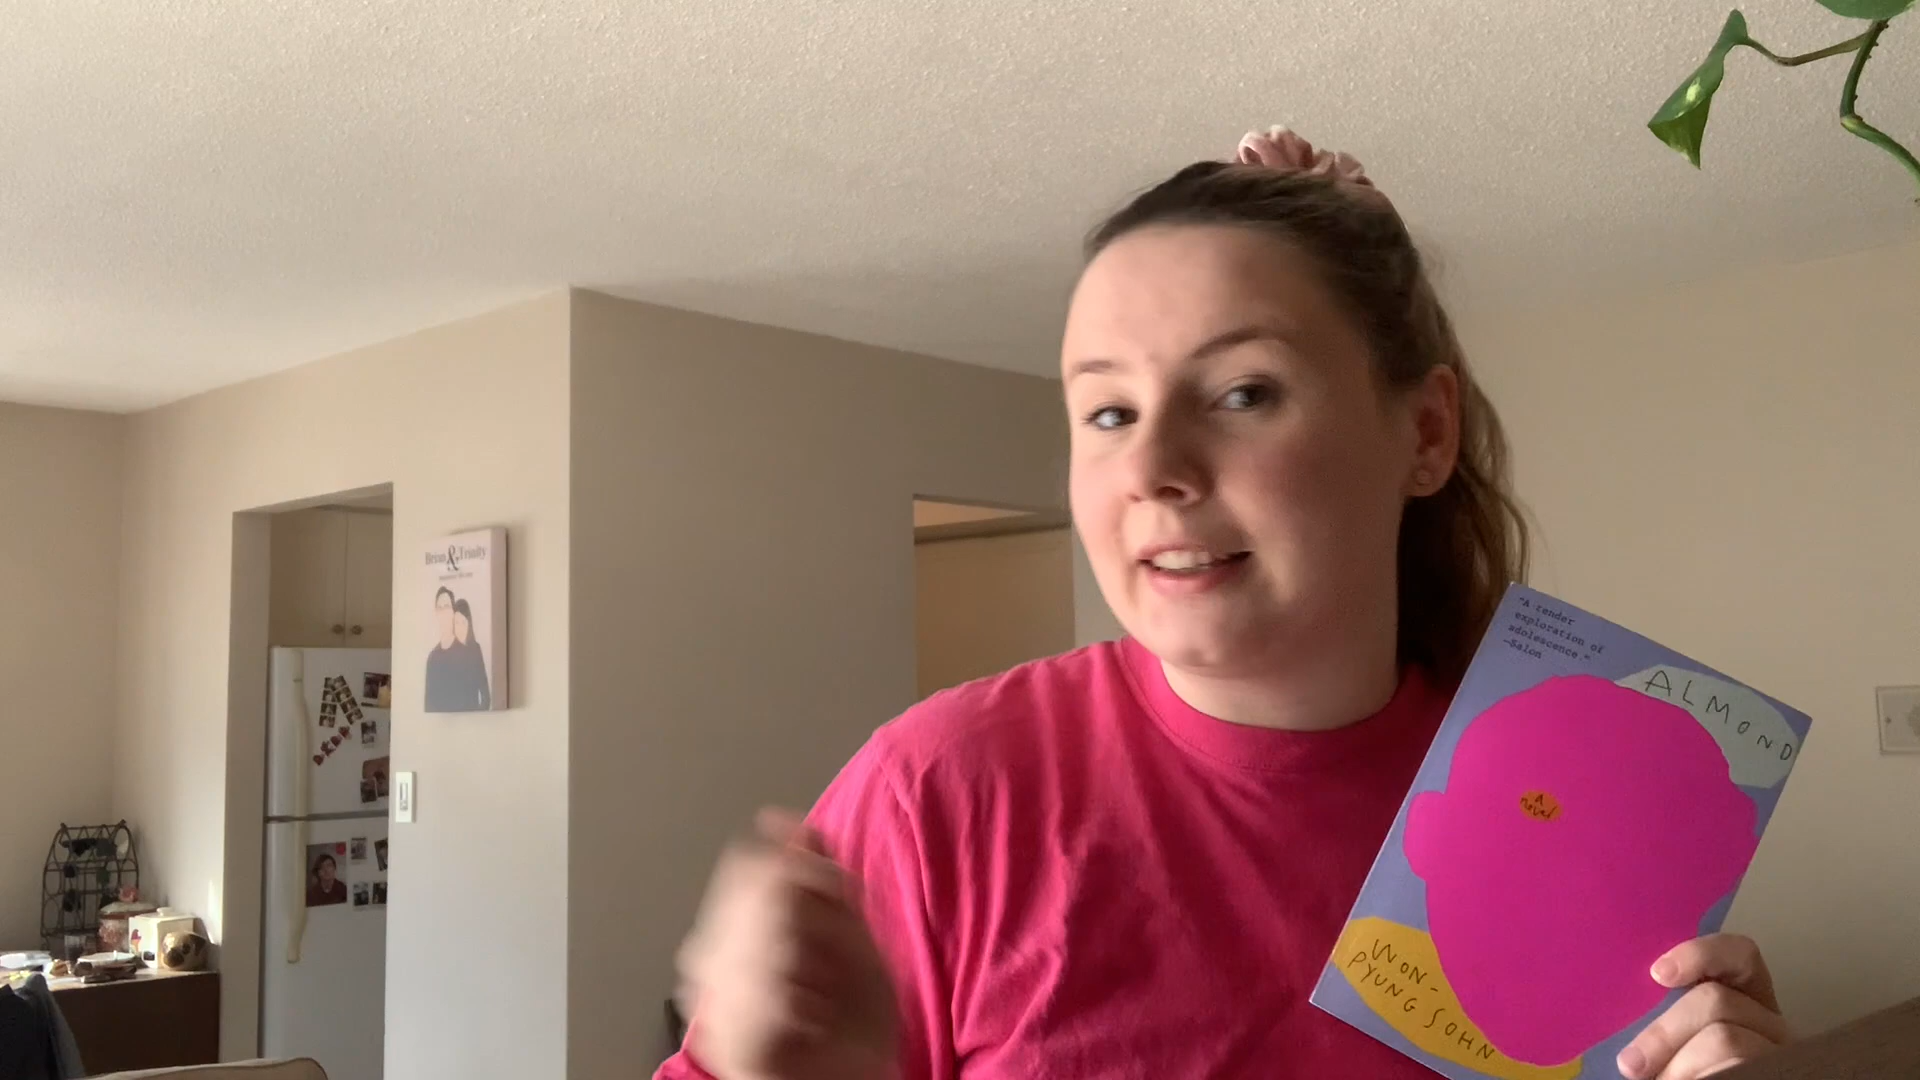 Brian & Trinity
"A tender
exploration of
adolescence."
—Salon
ALMOND
A
novel
WON-
PYUNG SOHN